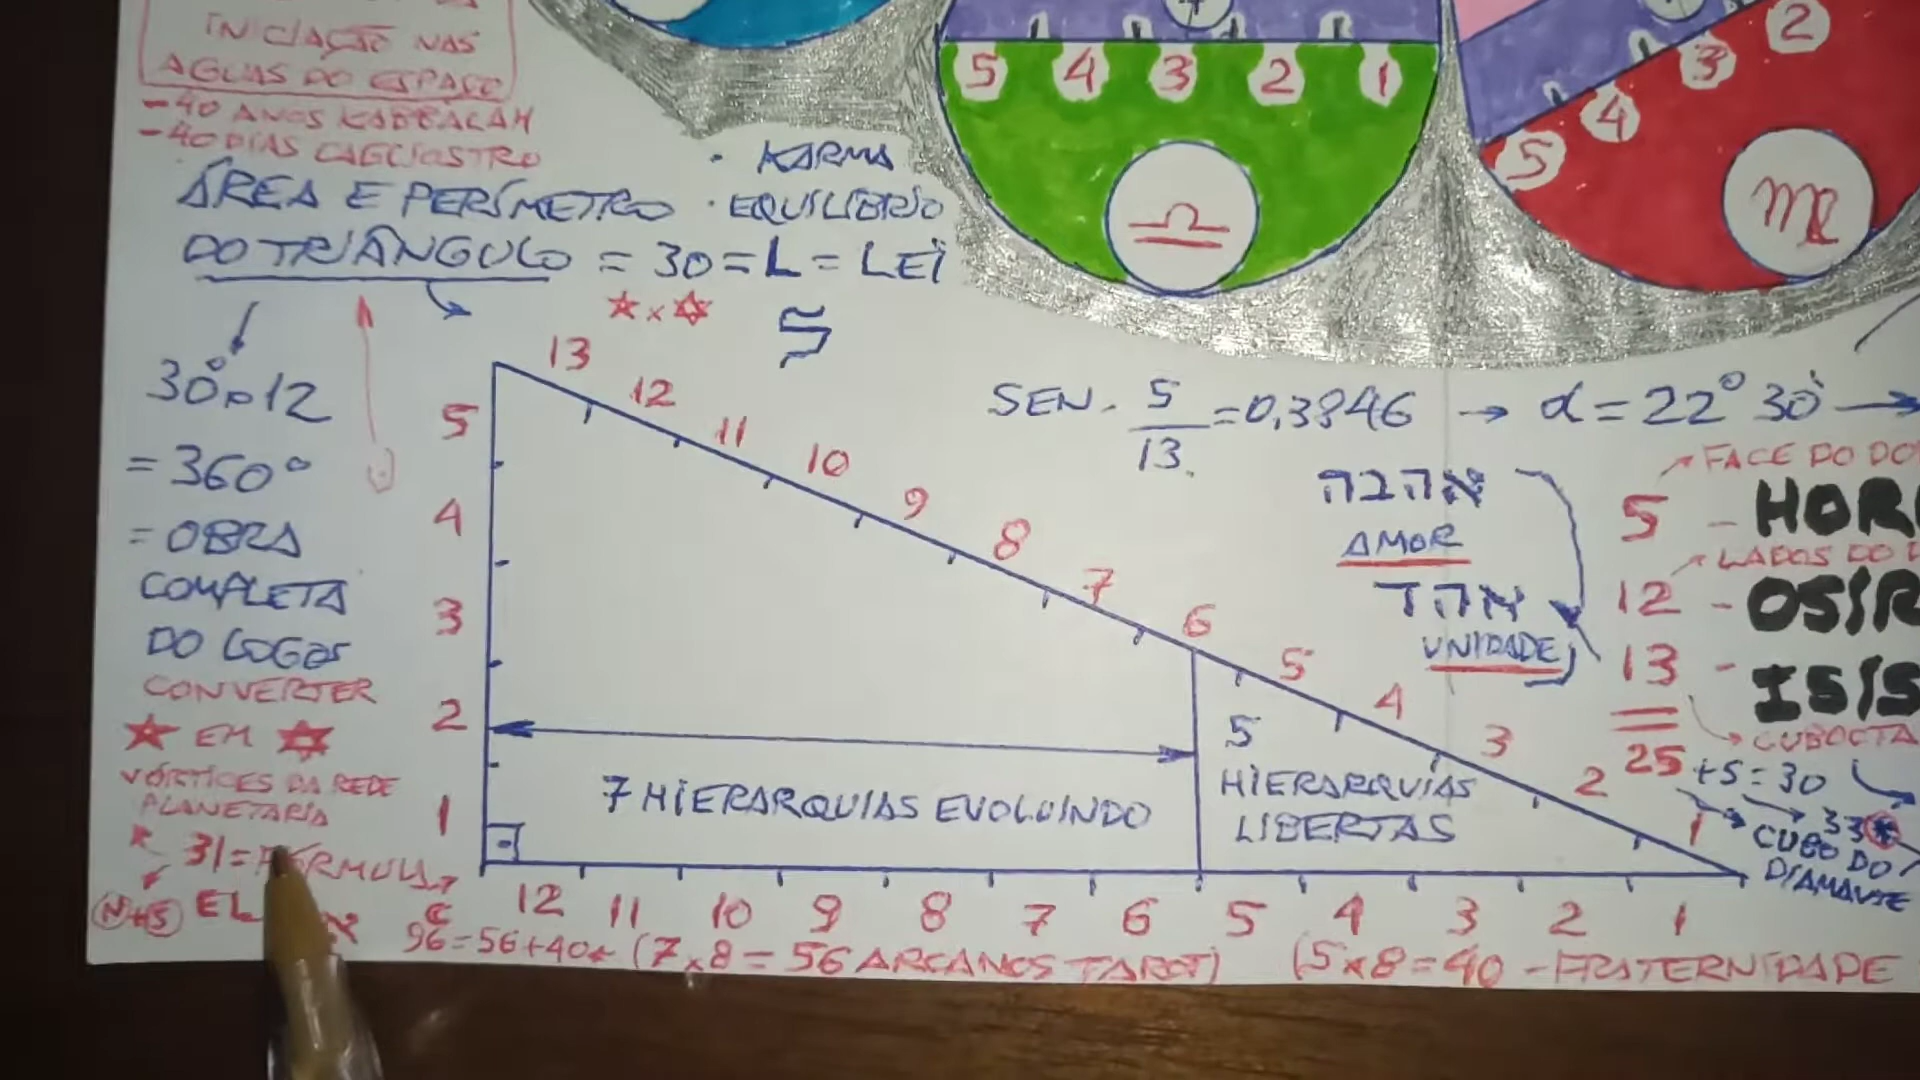 INICIAÇÃO NAS
AGUAS DO ESPAÇO
- 40 ANOS KABBALAH
- 40 DIAS CAGLIOSTRO
5 4 3 2 1
♎
5 4 3 2
♏
ÁREA E PERÍMETRO
DO TRIÂNGULO = 30 = L = LEI
· KARMA
· EQUILIBRIO
ל
30° × 12
= 360°
= OBRA
COMPLETA
DO LOGOS
CONVERTER
★ EM ✡
VÓRTICES DA REDE
PLANETARIA
31 = FÓRMULA
N+S EL
13 12 11 10 9 8 7 6 5 4 3 2 1
5
4
3
2
1
7 HIERARQUIAS EVOLUINDO
5
HIERARQUIAS
LIBERTAS
12 11 10 9 8 7 6 5 4 3 2 1
96 = 56 + 40 (7 x 8 = 56 ARCANOS TAROT) (5 x 8 = 40 - FRATERNIDADE
SEN. 5/13 = 0,3846 → α = 22° 30'
אהבה
AMOR
אחד
UNIDADE
FACE DO
5 - HOR
LADOS DO
12 - OSIR
13 - ISIS
25 + 5 = 30
CUBOCTA
33
CUBO DO
DIAMANTE